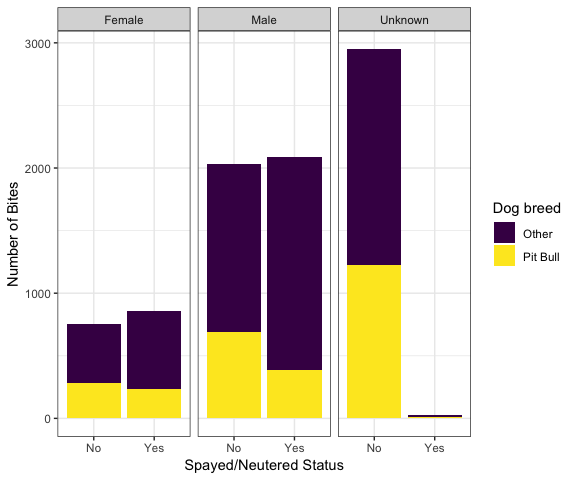 Female Male Unknown
3000
2000
1000
0
Number of Bites
No Yes No Yes No Yes
Spayed/Neutered Status
Dog breed
Other
Pit Bull